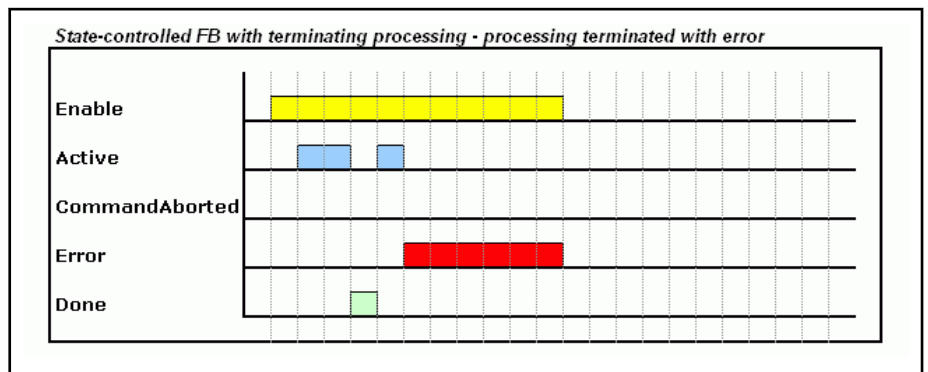 State-controlled FB with terminating processing - processing terminated with error
Enable
Active
CommandAborted
Error
Done